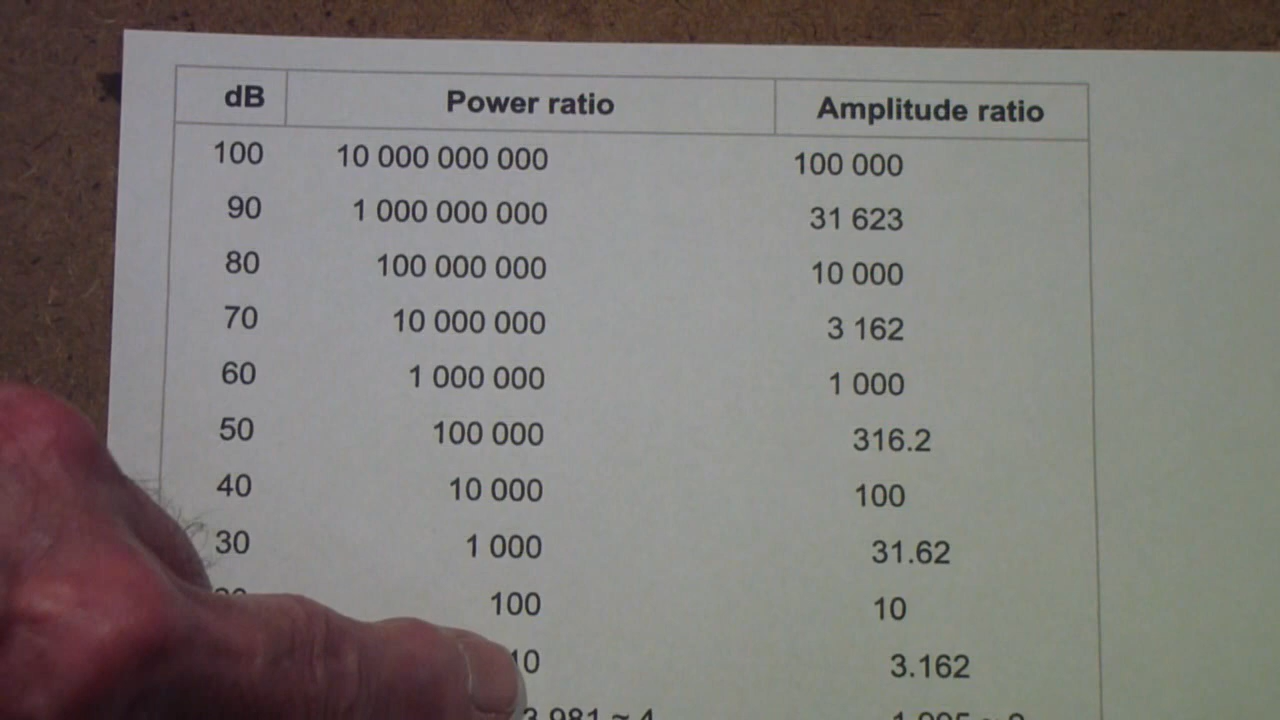 dB Power ratio Amplitude ratio
100 10 000 000 000 100 000
90 1 000 000 000 31 623
80 100 000 000 10 000
70 10 000 000 3 162
60 1 000 000 1 000
50 100 000 316.2
40 10 000 100
30 1 000 31.62
100 10
10 3.162
3.981 ≈ 4